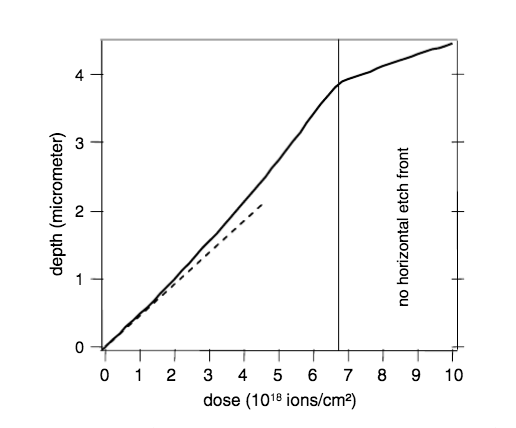 4
3
2
1
0
depth (micrometer)
no horizontal etch front
0 1 2 3 4 5 6 7 8 9 10
dose (10¹⁸ ions/cm²)